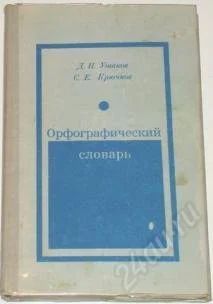 Д. Н. Ушаков
С. Е. Крючков
Орфографический
словарь
24au.ru